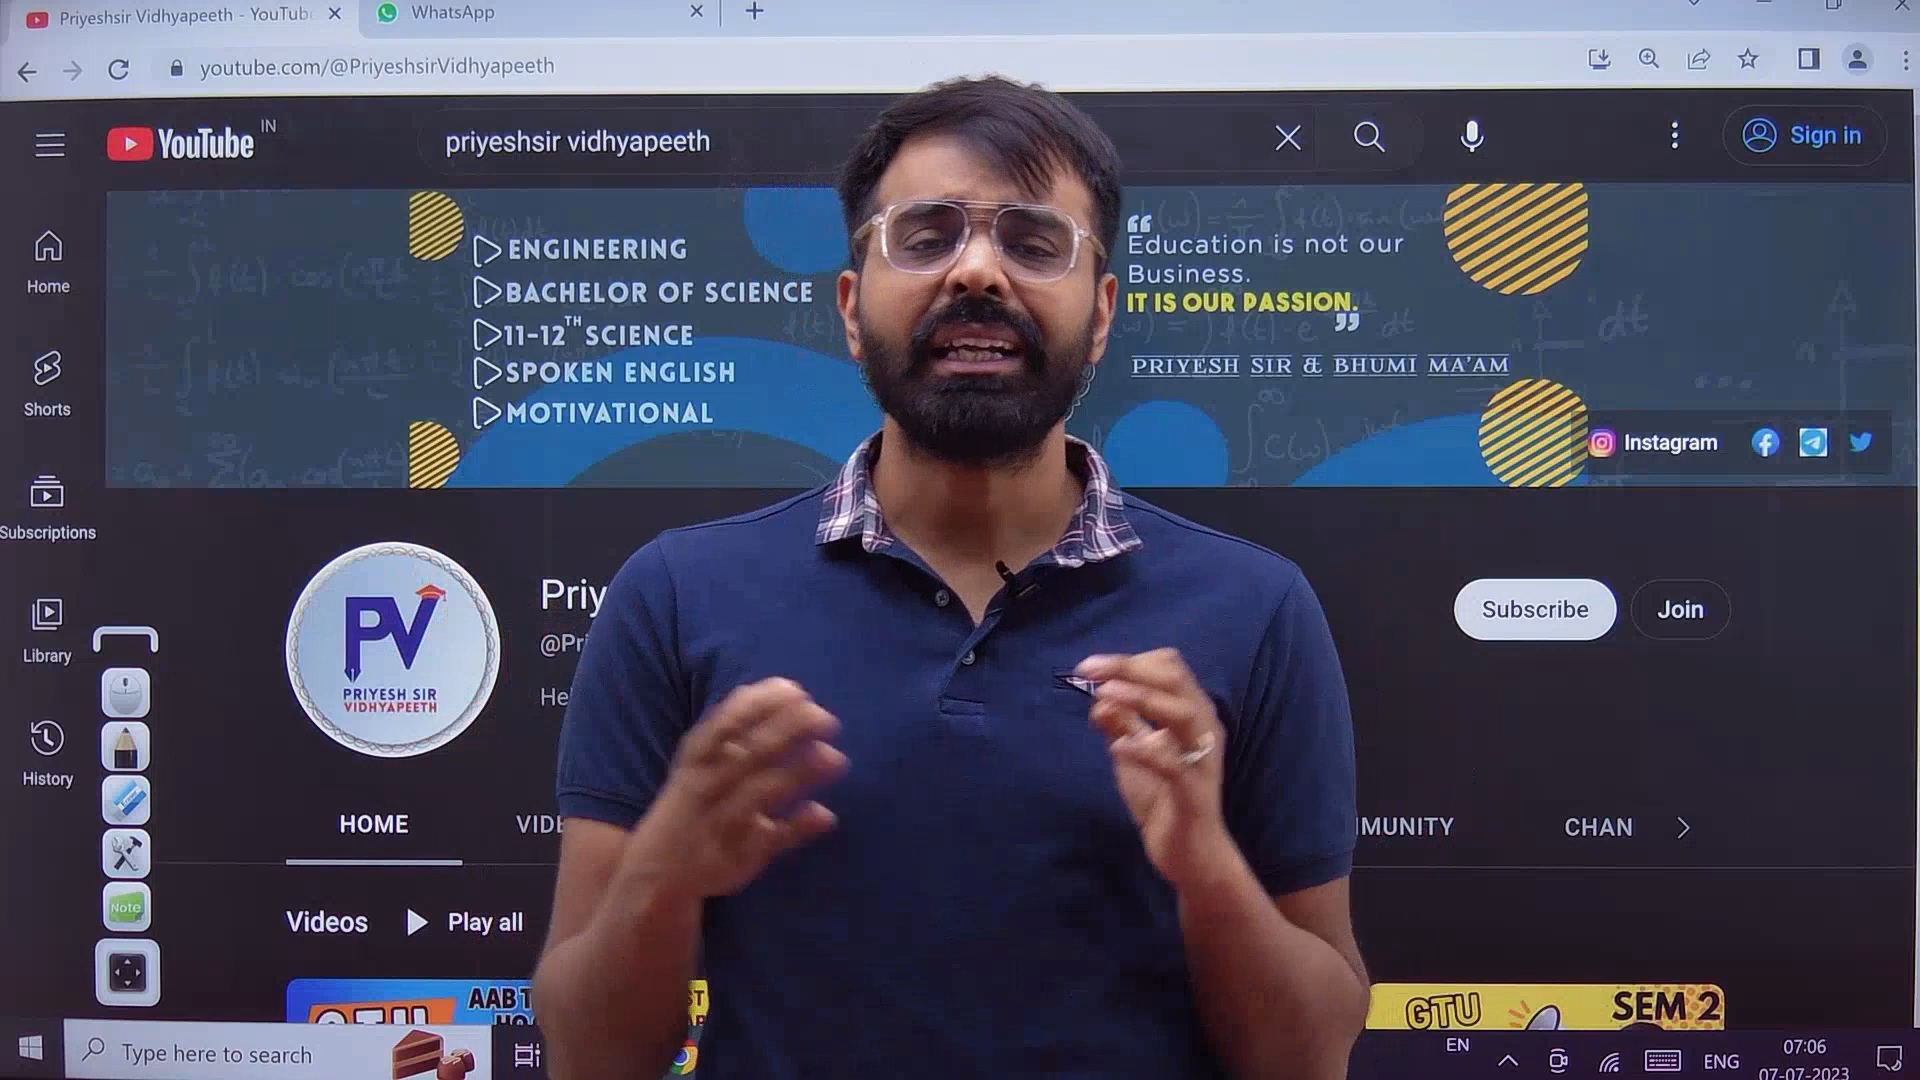 Priyeshsir Vidhyapeeth - YouTub
WhatsApp
youtube.com/@PriyeshsirVidhyapeeth
YouTube IN
priyeshsir vidhyapeeth
Sign in
Home
Shorts
Subscriptions
Library
History
ENGINEERING
BACHELOR OF SCIENCE
11-12TH SCIENCE
SPOKEN ENGLISH
MOTIVATIONAL
“
Education is not our
Business.
IT IS OUR PASSION.
”
PRIYESH SIR & BHUMI MA'AM
Instagram
PV
PRIYESH SIR
VIDHYAPEETH
Priy
@Pri
He
Subscribe
Join
HOME
VIDE
MUNITY
CHAN
Note
Videos
Play all
AAB T
GTU
SEM 2
Type here to search
EN
ENG
07:06
07-07-2023